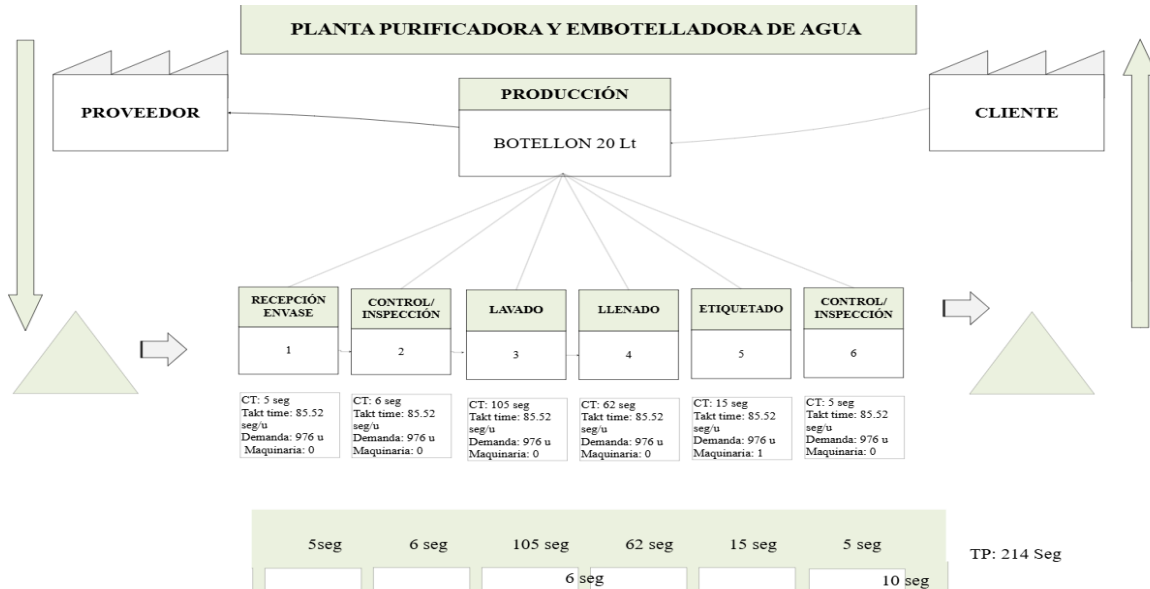 PLANTA PURIFICADORA Y EMBOTELLADORA DE AGUA
PROVEEDOR
PRODUCCIÓN
BOTELLON 20 Lt
CLIENTE
RECEPCIÓN
ENVASE
1
CONTROL/
INSPECCIÓN
2
LAVADO
3
LLENADO
4
ETIQUETADO
5
CONTROL/
INSPECCIÓN
6
CT: 5 seg
Takt time: 85.52
seg/u
Demanda: 976 u
Maquinaria: 0
CT: 6 seg
Takt time: 85.52
seg/u
Demanda: 976 u
Maquinaria: 0
CT: 105 seg
Takt time: 85.52
seg/u
Demanda: 976 u
Maquinaria: 0
CT: 62 seg
Takt time: 85.52
seg/u
Demanda: 976 u
Maquinaria: 0
CT: 15 seg
Takt time: 85.52
seg/u
Demanda: 976 u
Maquinaria: 1
CT: 5 seg
Takt time: 85.52
seg/u
Demanda: 976 u
Maquinaria: 0
5seg
6 seg
105 seg
62 seg
15 seg
5 seg
TP: 214 Seg
6 seg
10 seg